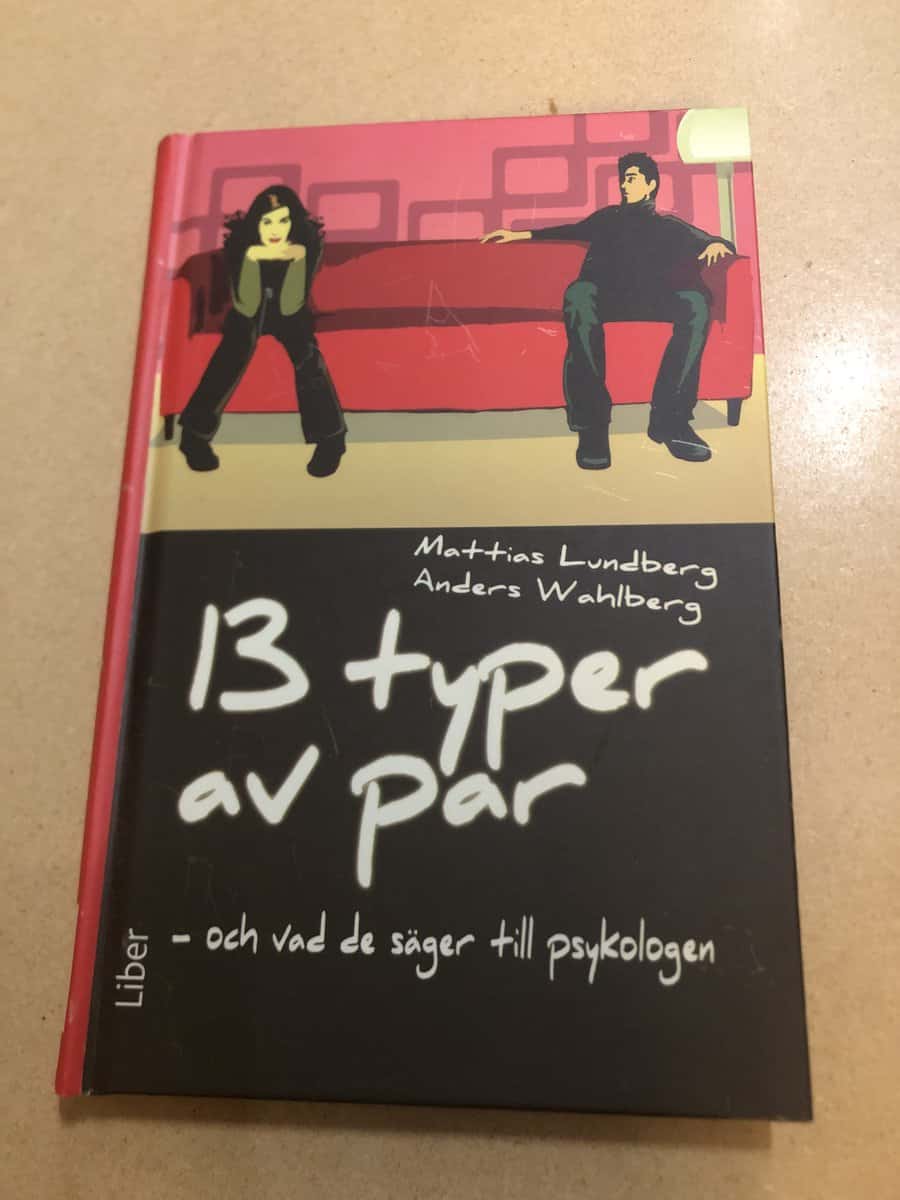 Mattias Lundberg
Anders Wahlberg
13 typer
av par
- och vad de säger till psykologen
Liber